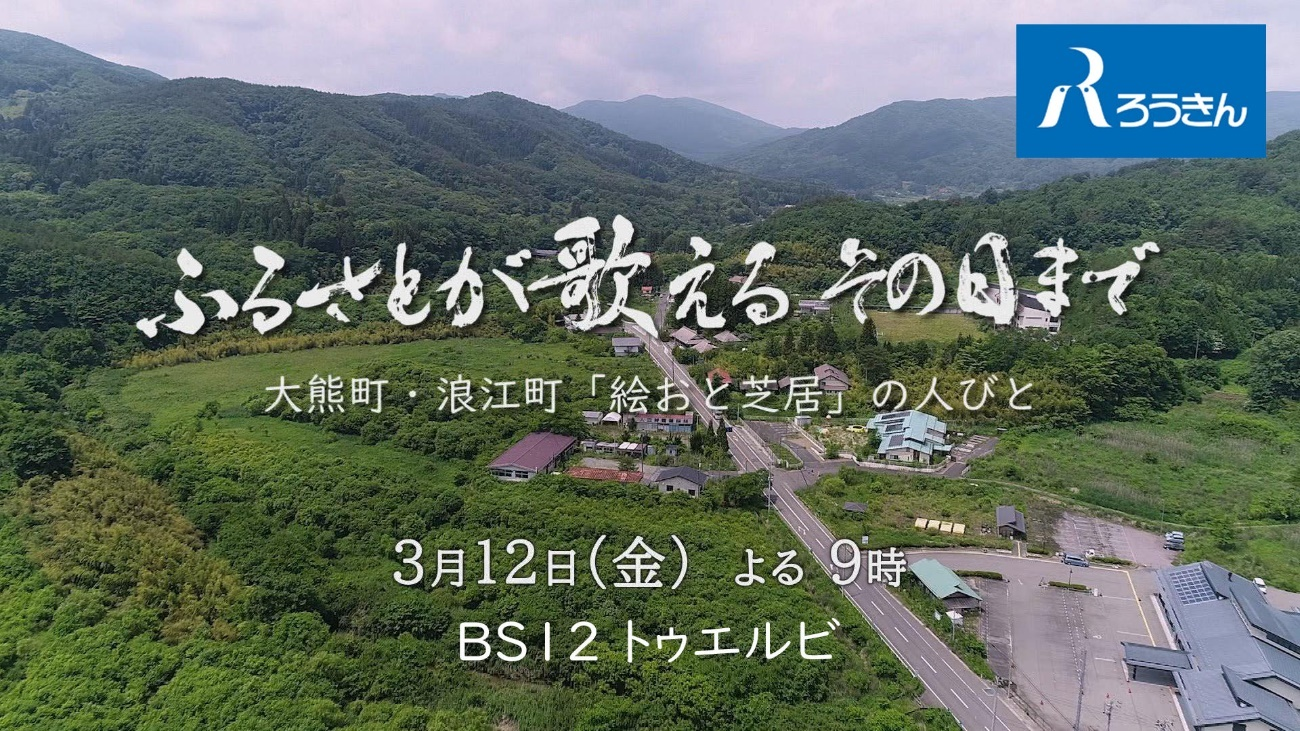 ろうきん
ふるさとが歌える その日まで
大熊町・浪江町「絵おと芝居」の人びと
3月12日(金) よる 9時
BS12 トゥエルビ